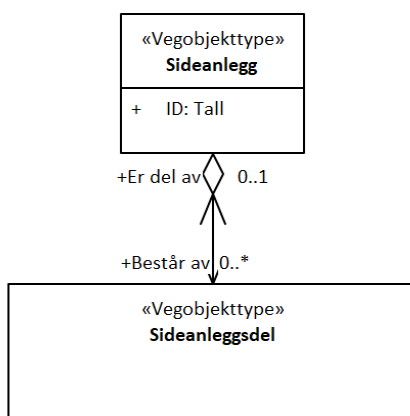 «Vegobjekttype»
Sideanlegg
+ ID: Tall
+Er del av 0..1
+Består av 0..*
«Vegobjekttype»
Sideanleggsdel